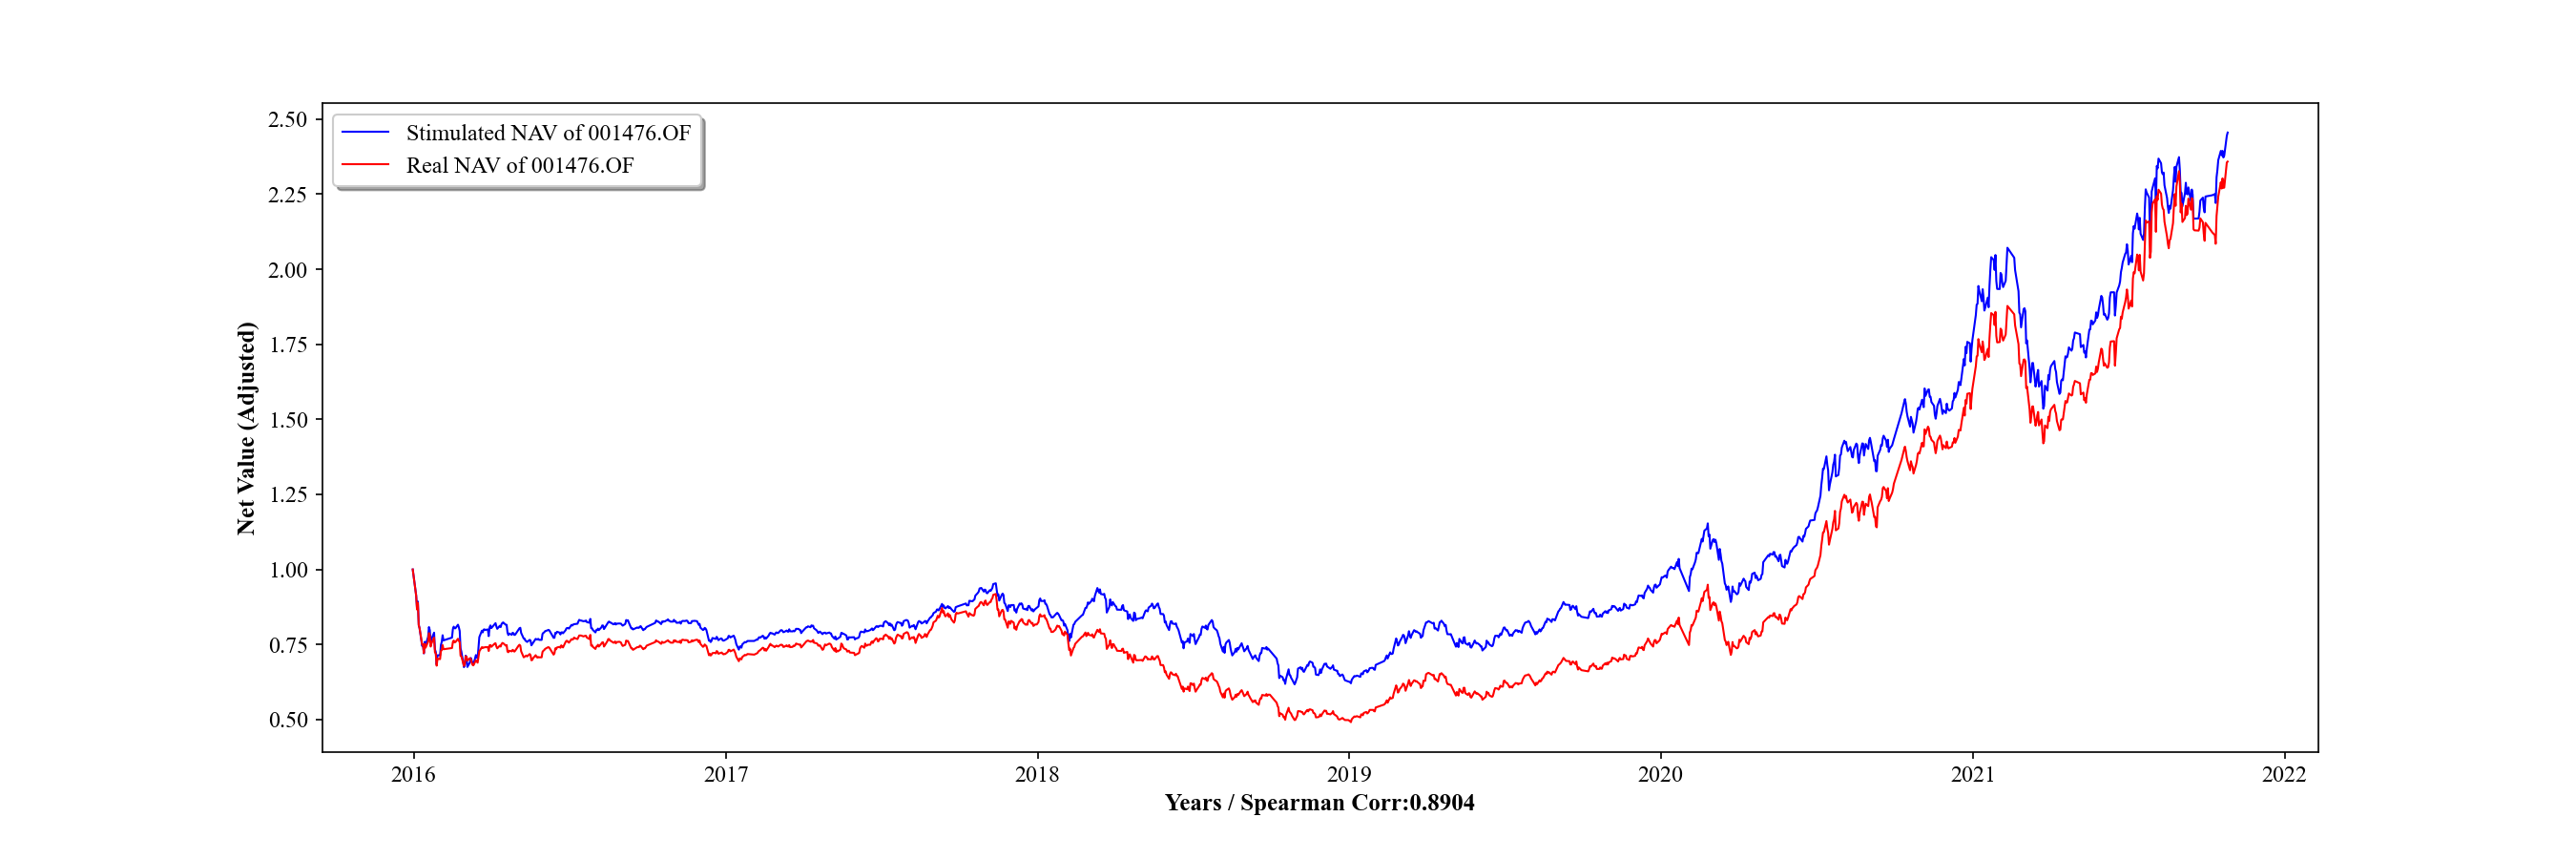 Stimulated NAV of 001476.OF
Real NAV of 001476.OF
2.50
2.25
2.00
1.75
1.50
1.25
1.00
0.75
0.50
Net Value (Adjusted)
2016 2017 2018 2019 2020 2021 2022
Years / Spearman Corr:0.8904